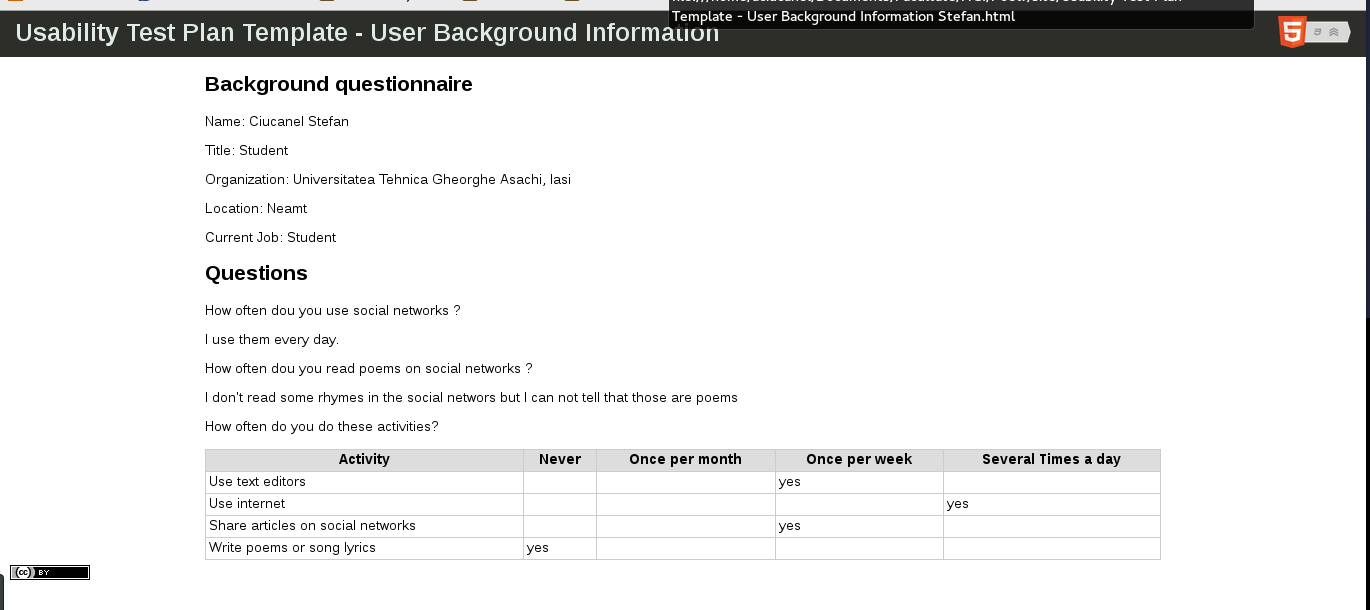 Template - User Background Information Stefan.html
Usability Test Plan Template - User Background Information
5
Background questionnaire
Name: Ciucanel Stefan
Title: Student
Organization: Universitatea Tehnica Gheorghe Asachi, Iasi
Location: Neamt
Current Job: Student
Questions
How often dou you use social networks ?
I use them every day.
How often dou you read poems on social networks ?
I don't read some rhymes in the social networs but I can not tell that those are poems
How often do you do these activities?
Activity Never Once per month Once per week Several Times a day
Use text editors yes
Use internet yes
Share articles on social networks yes
Write poems or song lyrics yes
cc BY